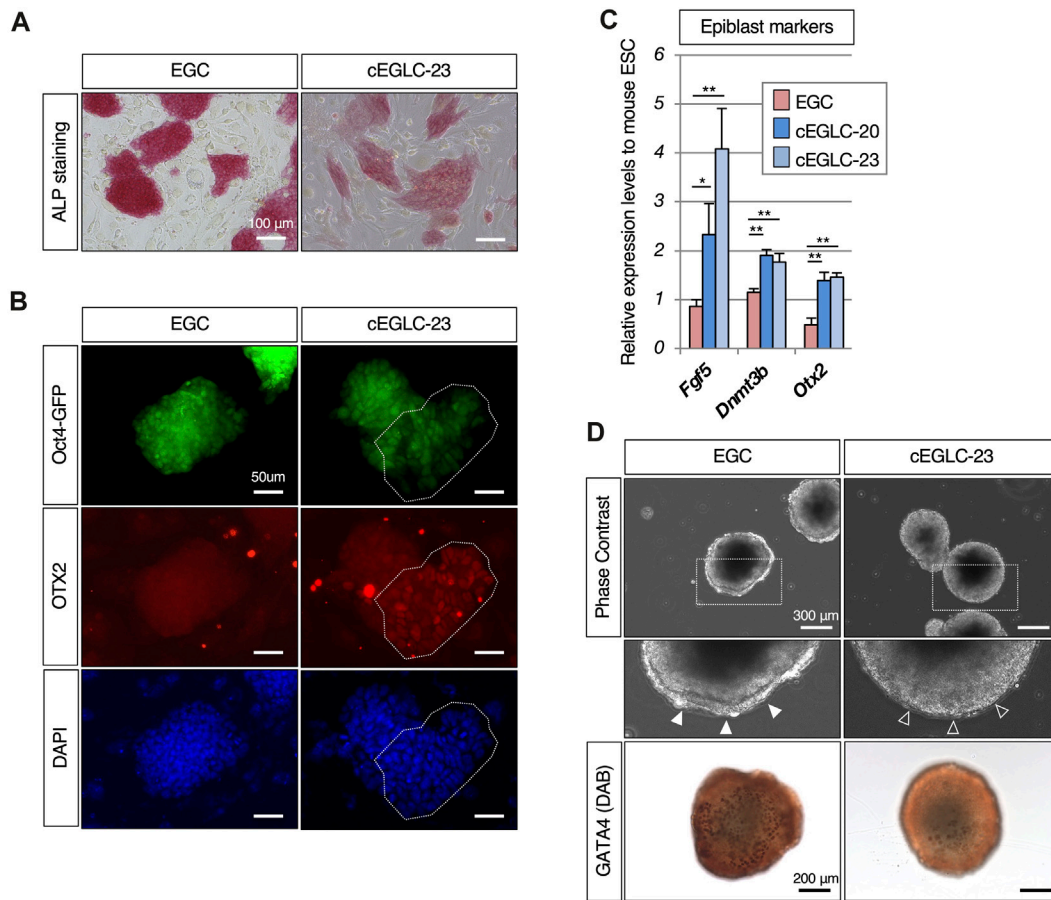 A
EGC
cEGLC-23
ALP staining
100 µm
B
EGC
cEGLC-23
Oct4-GFP
50um
OTX2
DAPI
C
Epiblast markers
Relative expression levels to mouse ESC
6
5
4
3
2
1
0
EGC
cEGLC-20
cEGLC-23
**
*
**
**
**
**
Fgf5
Dnmt3b
Otx2
D
EGC
cEGLC-23
Phase Contrast
300 µm
GATA4 (DAB)
200 µm